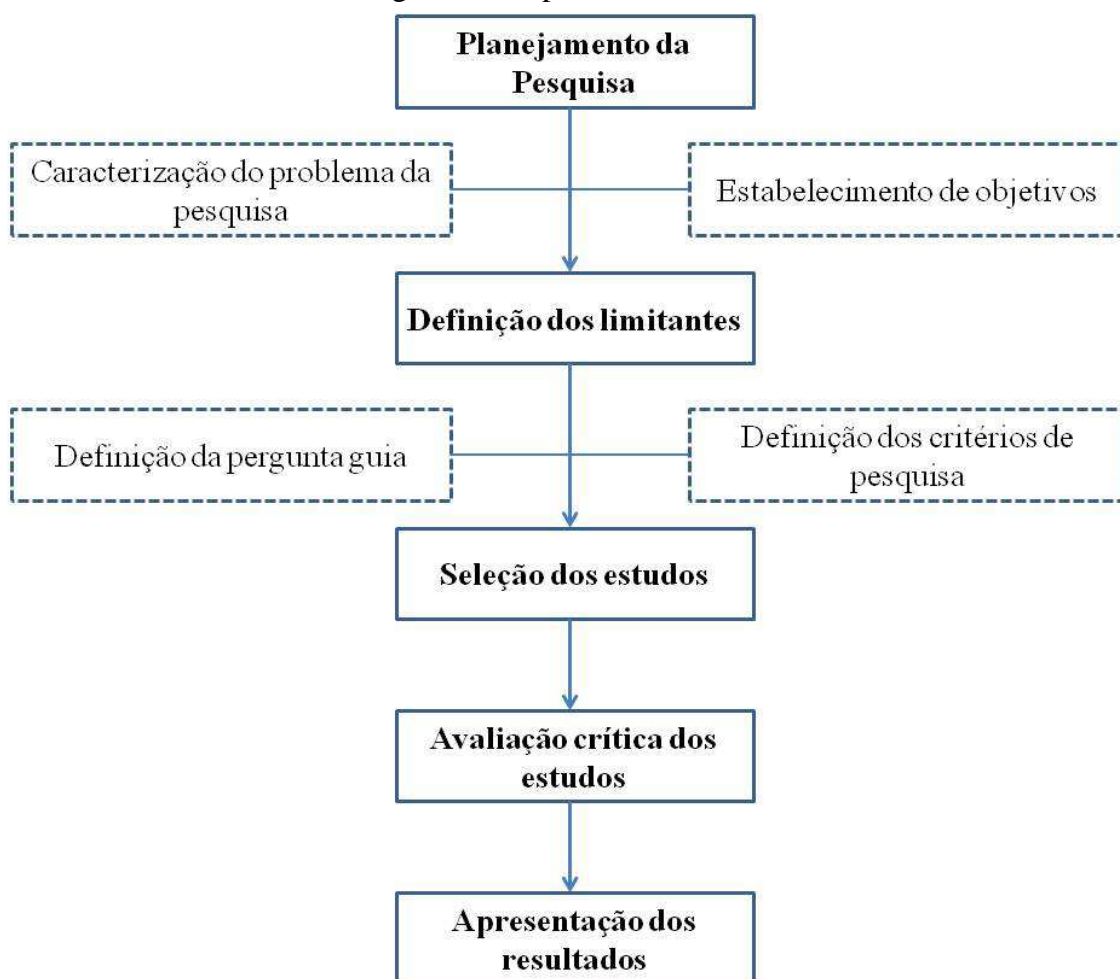 Planejamento da
Pesquisa
Caracterização do problema da
pesquisa
Estabelecimento de objetivos
Definição dos limitantes
Definição da pergunta guia
Definição dos critérios de
pesquisa
Seleção dos estudos
Avaliação crítica dos
estudos
Apresentação dos
resultados